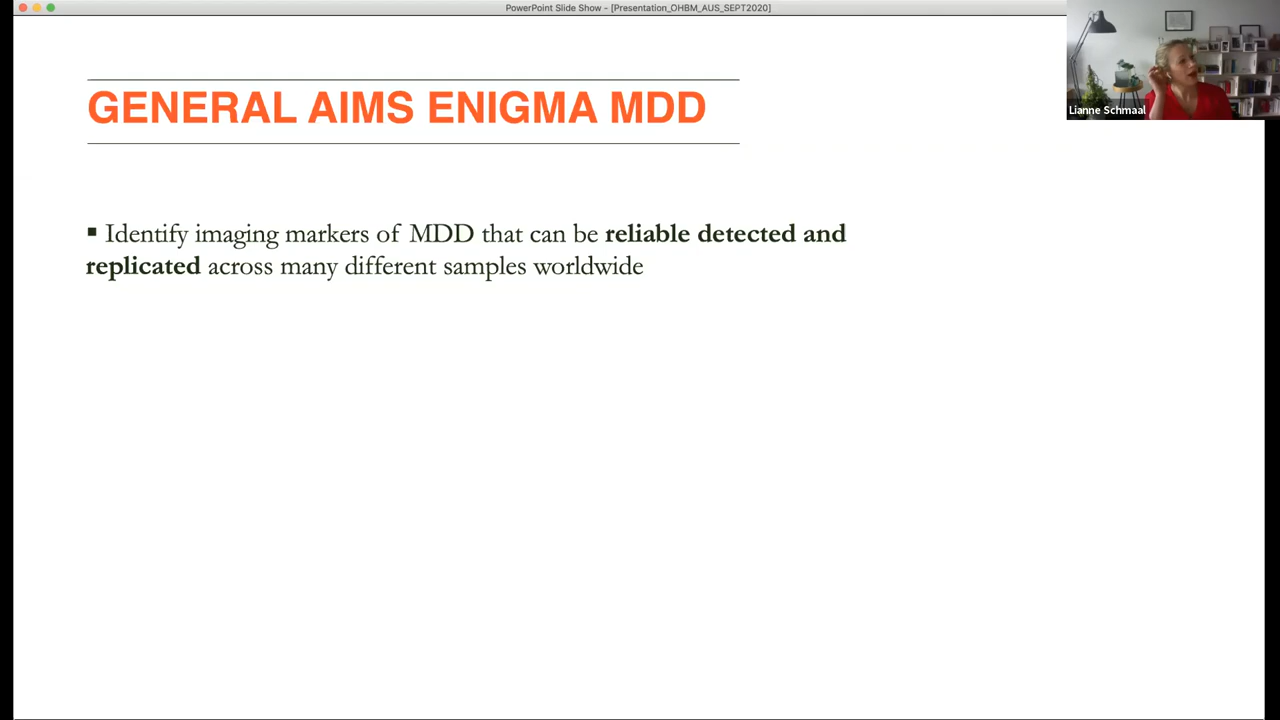 PowerPoint Slide Show - [Presentation_OHBM_AUS_SEPT2020]
Lianne Schmaal
GENERAL AIMS ENIGMA MDD
▪ Identify imaging markers of MDD that can be reliable detected and
replicated across many different samples worldwide